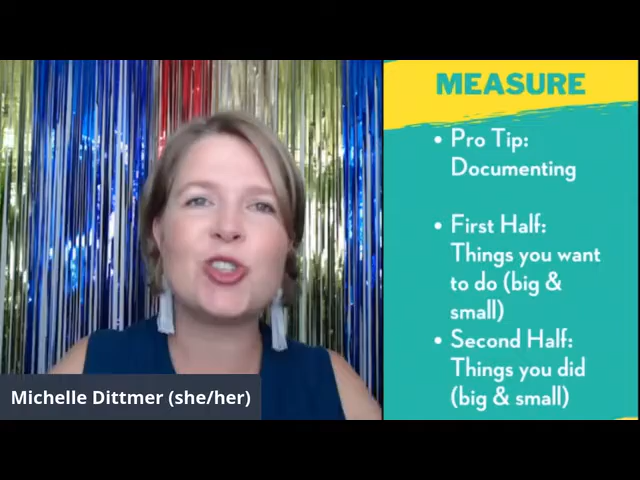 MEASURE
• Pro Tip:
Documenting
• First Half:
Things you want
to do (big &
small)
• Second Half:
Things you did
(big & small)
Michelle Dittmer (she/her)